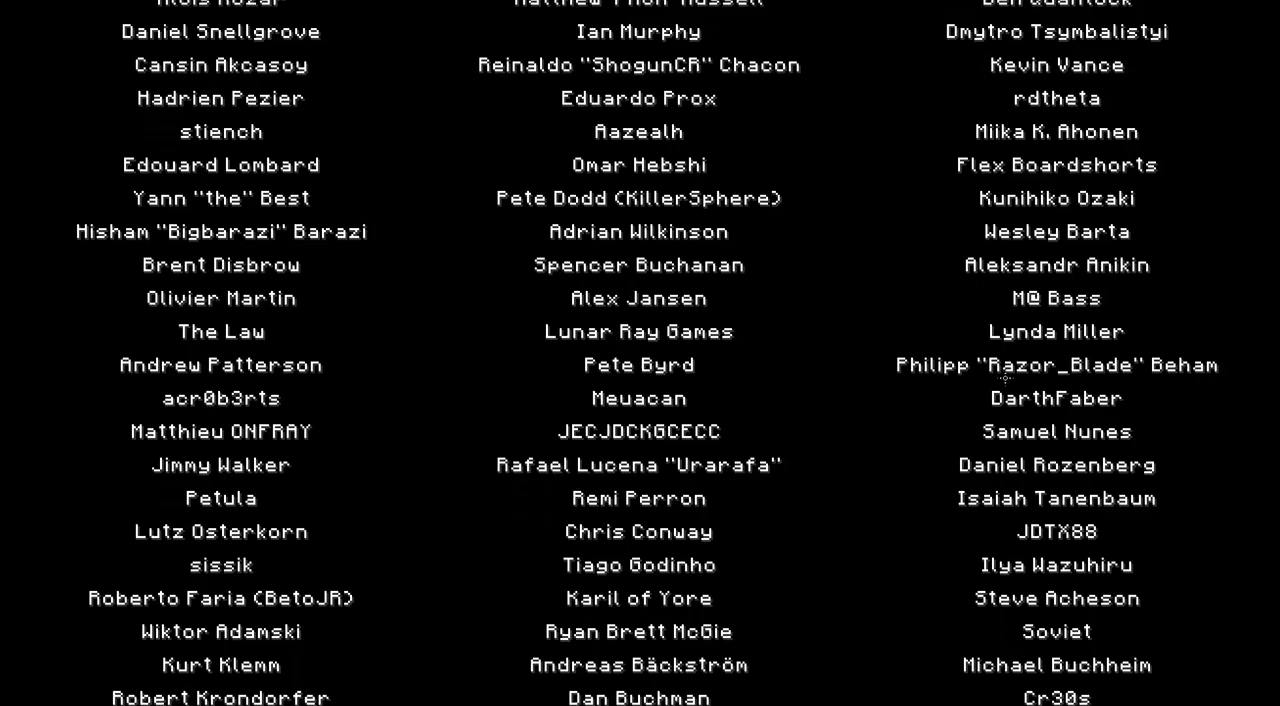 Daniel Snellgrove
Ian Murphy
Dmytro Tsymbalistyi
Cansin Akcasoy
Reinaldo "ShogunCR" Chacon
Kevin Vance
Hadrien Pezier
Eduardo Prox
rdtheta
stiench
Aazealh
Miika K. Ahonen
Edouard Lombard
Omar Hebshi
Flex Boardshorts
Yann "the" Best
Pete Dodd (KillerSphere)
Kunihiko Ozaki
Hisham "Bigbarazi" Barazi
Adrian Wilkinson
Wesley Barta
Brent Disbrow
Spencer Buchanan
Aleksandr Anikin
Olivier Martin
Alex Jansen
M@ Bass
The Law
Lunar Ray Games
Lynda Miller
Andrew Patterson
Pete Byrd
Philipp "Razor_Blade" Beham
acr0b3rts
Meuacan
DarthFaber
Matthieu ONFRAY
JECJDCKGCECC
Samuel Nunes
Jimmy Walker
Rafael Lucena "Urarafa"
Daniel Rozenberg
Petula
Remi Perron
Isaiah Tanenbaum
Lutz Osterkorn
Chris Conway
JDTX88
sissik
Tiago Godinho
Ilya Wazuhiru
Roberto Faria (BetoJR)
Karil of Yore
Steve Acheson
Wiktor Adamski
Ryan Brett McGie
Soviet
Kurt Klemm
Andreas Bäckström
Michael Buchheim
Robert Krondorfer
Dan Buchman
Cr30s